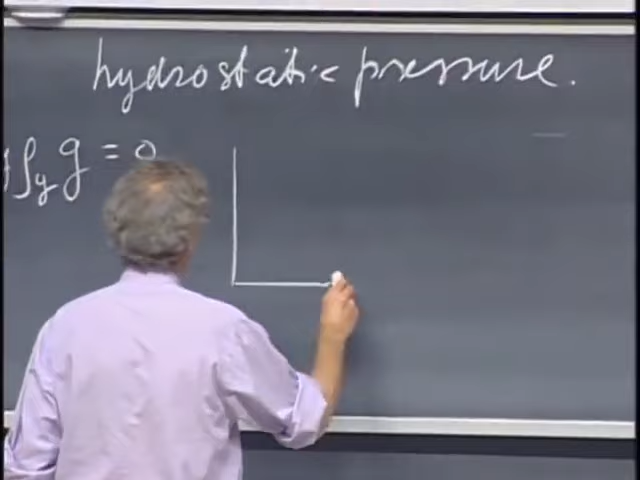 hydrostatic pressure.
ρ_y g = 0